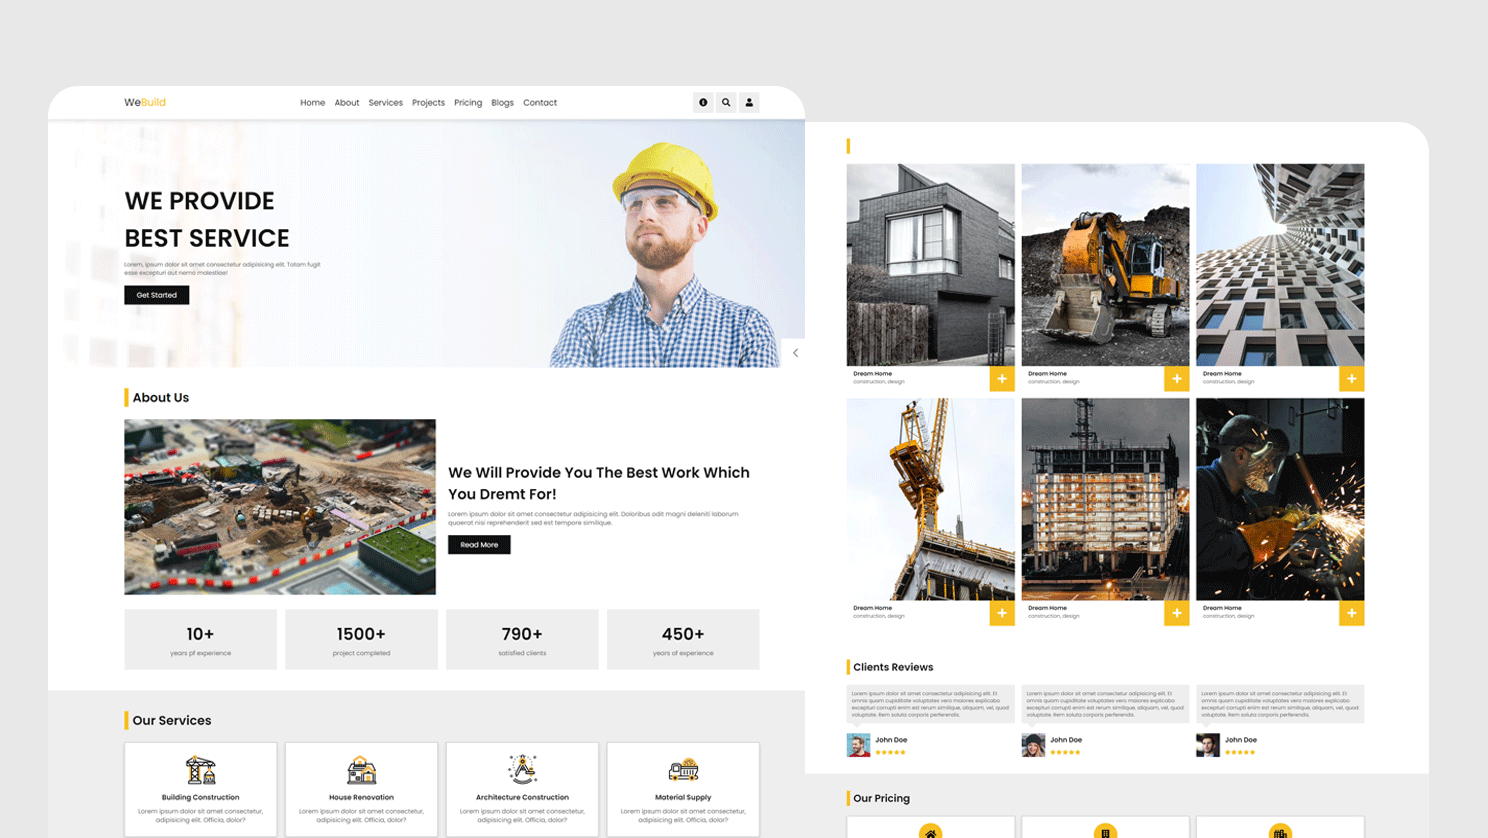 WeBuild
Home About Services Projects Pricing Blogs Contact
WE PROVIDE
BEST SERVICE
Lorem, ipsum dolor sit amet consectetur adipisicing elit. Totam fugit
esse excepturi aut nemo molestiae!
Get Started
About Us
We Will Provide You The Best Work Which
You Dremt For!
Lorem ipsum dolor sit amet consectetur adipisicing elit. Doloribus odit magni deleniti laborum
quaerat nisi reprehenderit sed est tempore similique.
Read More
10+
years pf experience
1500+
project completed
790+
satisfied clients
450+
years of experience
Our Services
Building Construction
Lorem ipsum dolor sit amet consectetur,
adipisicing elit. Officia, dolor?
House Renovation
Lorem ipsum dolor sit amet consectetur,
adipisicing elit. Officia, dolor?
Architecture Construction
Lorem ipsum dolor sit amet consectetur,
adipisicing elit. Officia, dolor?
Material Supply
Lorem ipsum dolor sit amet consectetur,
adipisicing elit. Officia, dolor?
Dream Home
construction, design
Dream Home
construction, design
Dream Home
construction, design
Dream Home
construction, design
Dream Home
construction, design
Dream Home
construction, design
Clients Reviews
Lorem ipsum dolor sit amet consectetur adipisicing elit. Et
omnis quam cupiditate voluptates vero maiores explicabo
excepturi corrupti enim est rerum similique, aliquam, vel, quod
voluptate. Rem soluta corporis perferendis.
John Doe
Lorem ipsum dolor sit amet consectetur adipisicing elit. Et
omnis quam cupiditate voluptates vero maiores explicabo
excepturi corrupti enim est rerum similique, aliquam, vel, quod
voluptate. Rem soluta corporis perferendis.
John Doe
Lorem ipsum dolor sit amet consectetur adipisicing elit. Et
omnis quam cupiditate voluptates vero maiores explicabo
excepturi corrupti enim est rerum similique, aliquam, vel, quod
voluptate. Rem soluta corporis perferendis.
John Doe
Our Pricing